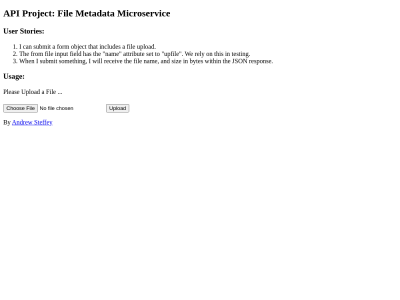 API Project: File Metadata Microservice
User Stories:
1. I can submit a form object that includes a file upload.
2. The from file input field has the "name" attribute set to "upfile". We rely on this in testing.
3. When I submit something, I will receive the file name, and size in bytes within the JSON response.
Usage:
Please Upload a File ...
Choose File No file chosen Upload
By Andrew Steffey